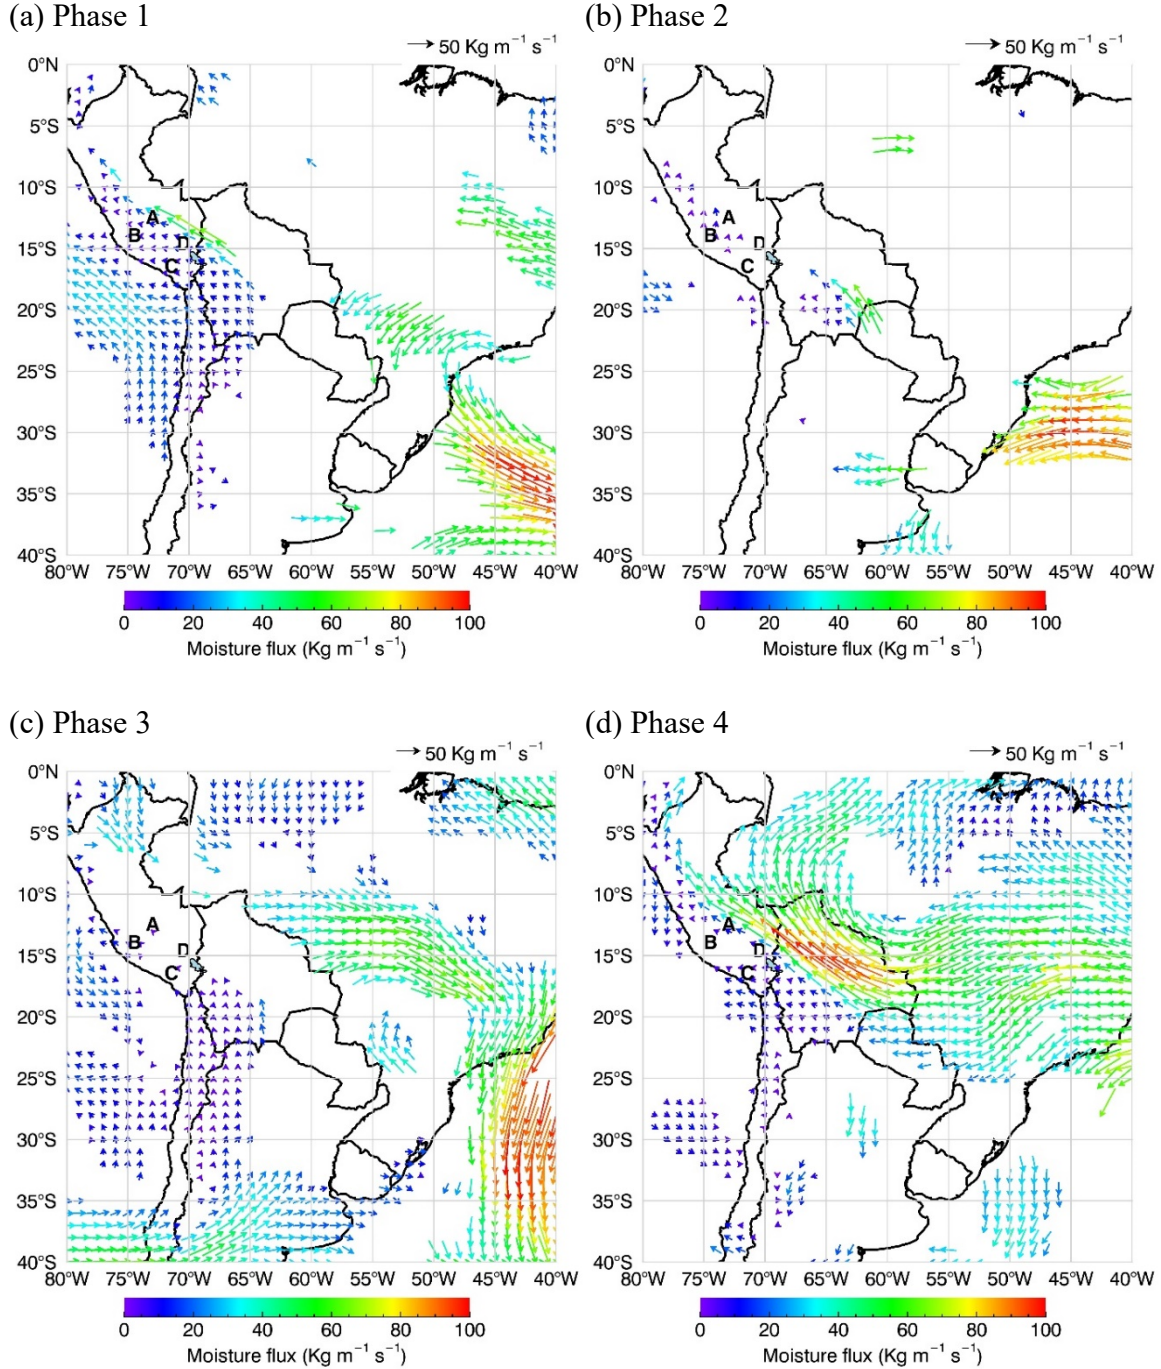 (a) Phase 1
(b) Phase 2
50 Kg m⁻¹ s⁻¹
50 Kg m⁻¹ s⁻¹
0°N
5°S
10°S
15°S
20°S
25°S
30°S
35°S
40°S
A
B
C
D
80°W 75°W 70°W 65°W 60°W 55°W 50°W 45°W 40°W
0 20 40 60 80 100
Moisture flux (Kg m⁻¹ s⁻¹)
0°N
5°S
10°S
15°S
20°S
25°S
30°S
35°S
40°S
A
B
C
D
80°W 75°W 70°W 65°W 60°W 55°W 50°W 45°W 40°W
0 20 40 60 80 100
Moisture flux (Kg m⁻¹ s⁻¹)
(c) Phase 3
(d) Phase 4
50 Kg m⁻¹ s⁻¹
50 Kg m⁻¹ s⁻¹
0°N
5°S
10°S
15°S
20°S
25°S
30°S
35°S
40°S
A
B
C
D
80°W 75°W 70°W 65°W 60°W 55°W 50°W 45°W 40°W
0 20 40 60 80 100
Moisture flux (Kg m⁻¹ s⁻¹)
0°N
5°S
10°S
15°S
20°S
25°S
30°S
35°S
40°S
A
B
C
D
80°W 75°W 70°W 65°W 60°W 55°W 50°W 45°W 40°W
0 20 40 60 80 100
Moisture flux (Kg m⁻¹ s⁻¹)